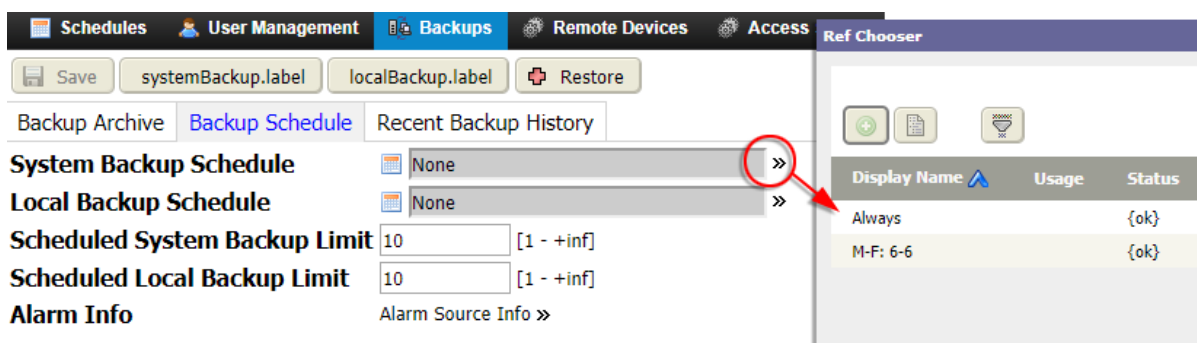 Schedules User Management Backups Remote Devices Access
Save systemBackup.label localBackup.label Restore
Backup Archive Backup Schedule Recent Backup History
System Backup Schedule None »
Local Backup Schedule None »
Scheduled System Backup Limit 10 [1 - +inf]
Scheduled Local Backup Limit 10 [1 - +inf]
Alarm Info Alarm Source Info »
Ref Chooser
Display Name Usage Status
Always {ok}
M-F: 6-6 {ok}